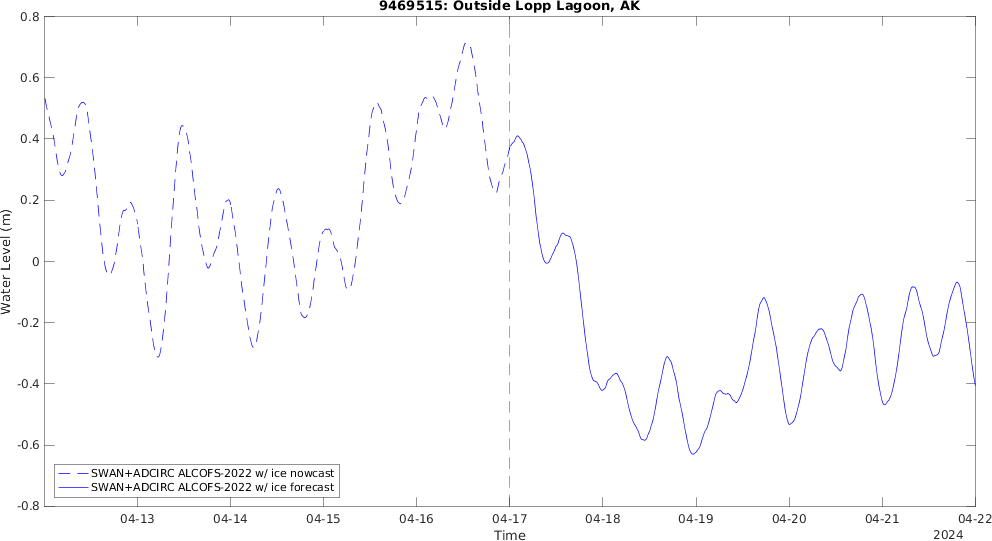 9469515: Outside Lopp Lagoon, AK
0.8
0.6
0.4
0.2
0
-0.2
-0.4
-0.6
-0.8
Water Level (m)
SWAN+ADCIRC ALCOFS-2022 w/ ice nowcast
SWAN+ADCIRC ALCOFS-2022 w/ ice forecast
04-13 04-14 04-15 04-16 04-17 04-18 04-19 04-20 04-21 04-22
Time
2024